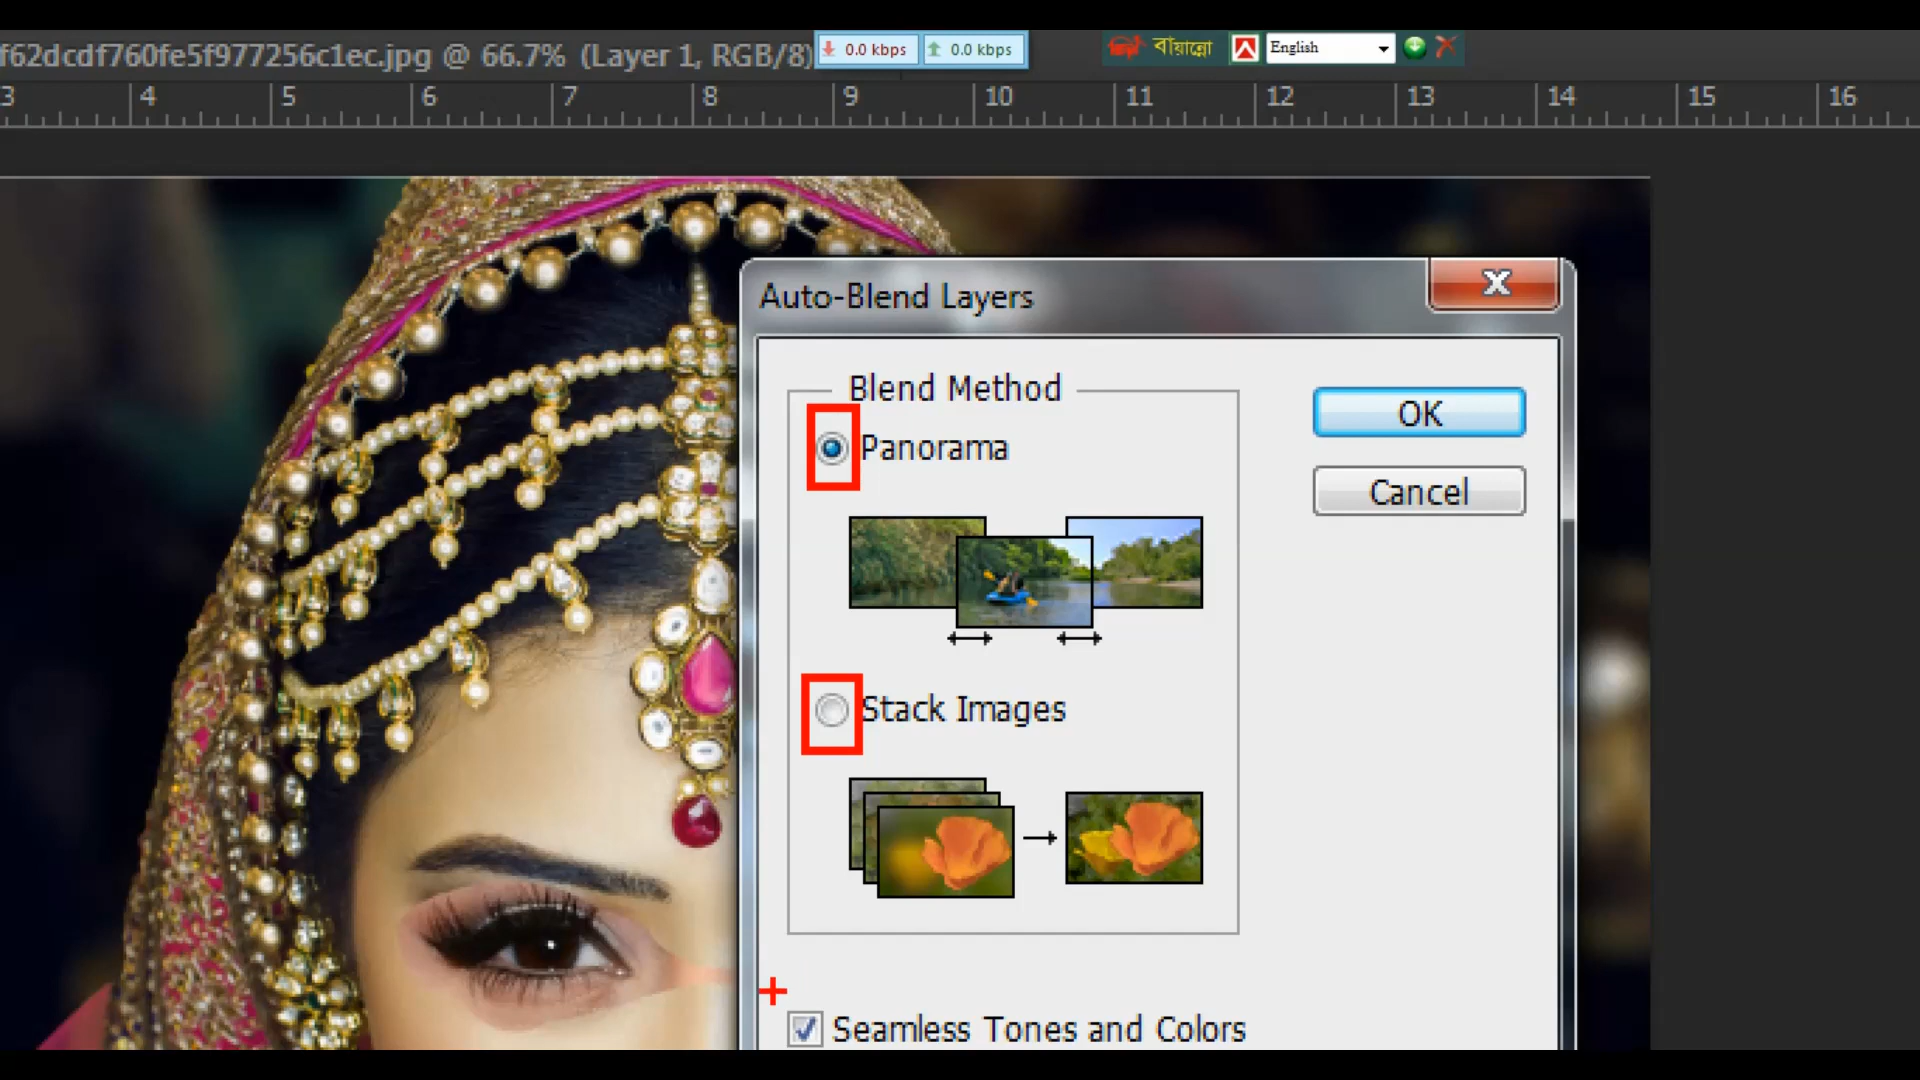 f62dcdf760fe5f977256c1ec.jpg @ 66.7% (Layer 1, RGB/8)
0.0 kbps 0.0 kbps
বায়ান্নো English
3 4 5 6 7 8 9 10 11 12 13 14 15 16
Auto-Blend Layers
Blend Method
Panorama
OK
Cancel
Stack Images
Seamless Tones and Colors